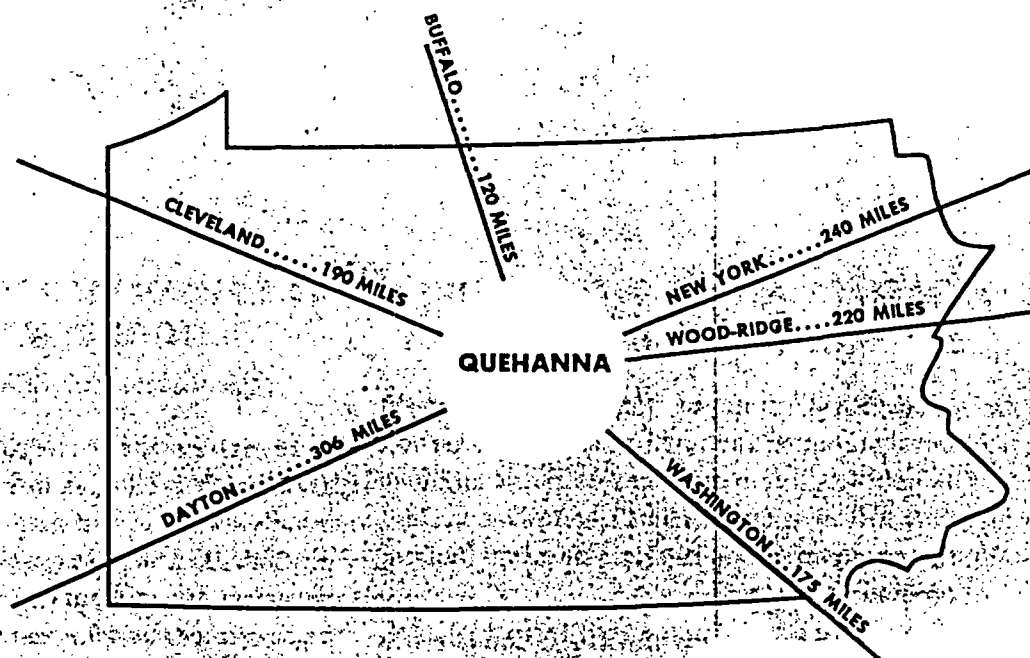 BUFFALO.......120 MILES
CLEVELAND......190 MILES
NEW YORK.....240 MILES
WOOD-RIDGE....220 MILES
QUEHANNA
DAYTON.......306 MILES
WASHINGTON...175 MILES